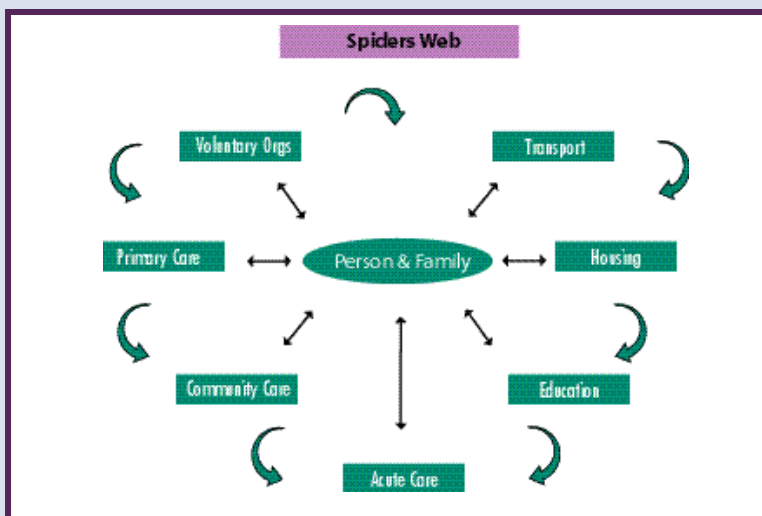 Spiders Web
Voluntary Orgs
Transport
Primary Care
Person & Family
Housing
Community Care
Education
Acute Care